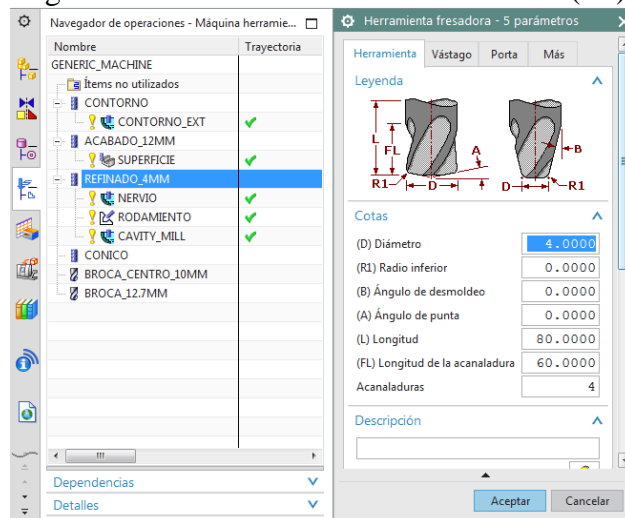 Navegador de operaciones - Máquina herramie...
Nombre
Trayectoria
GENERIC_MACHINE
Ítems no utilizados
CONTORNO
CONTORNO_EXT
ACABADO_12MM
SUPERFICIE
REFINADO_4MM
NERVIO
RODAMIENTO
CAVITY_MILL
CONICO
BROCA_CENTRO_10MM
BROCA_12.7MM
Dependencias
Detalles
Herramienta fresadora - 5 parámetros
Herramienta Vástago Porta Más
Leyenda
L
FL
A
B
R1 D D R1
Cotas
(D) Diámetro 4.0000
(R1) Radio inferior 0.0000
(B) Ángulo de desmoldeo 0.0000
(A) Ángulo de punta 0.0000
(L) Longitud 80.0000
(FL) Longitud de la acanaladura 60.0000
Acanaladuras 4
Descripción
Aceptar Cancelar